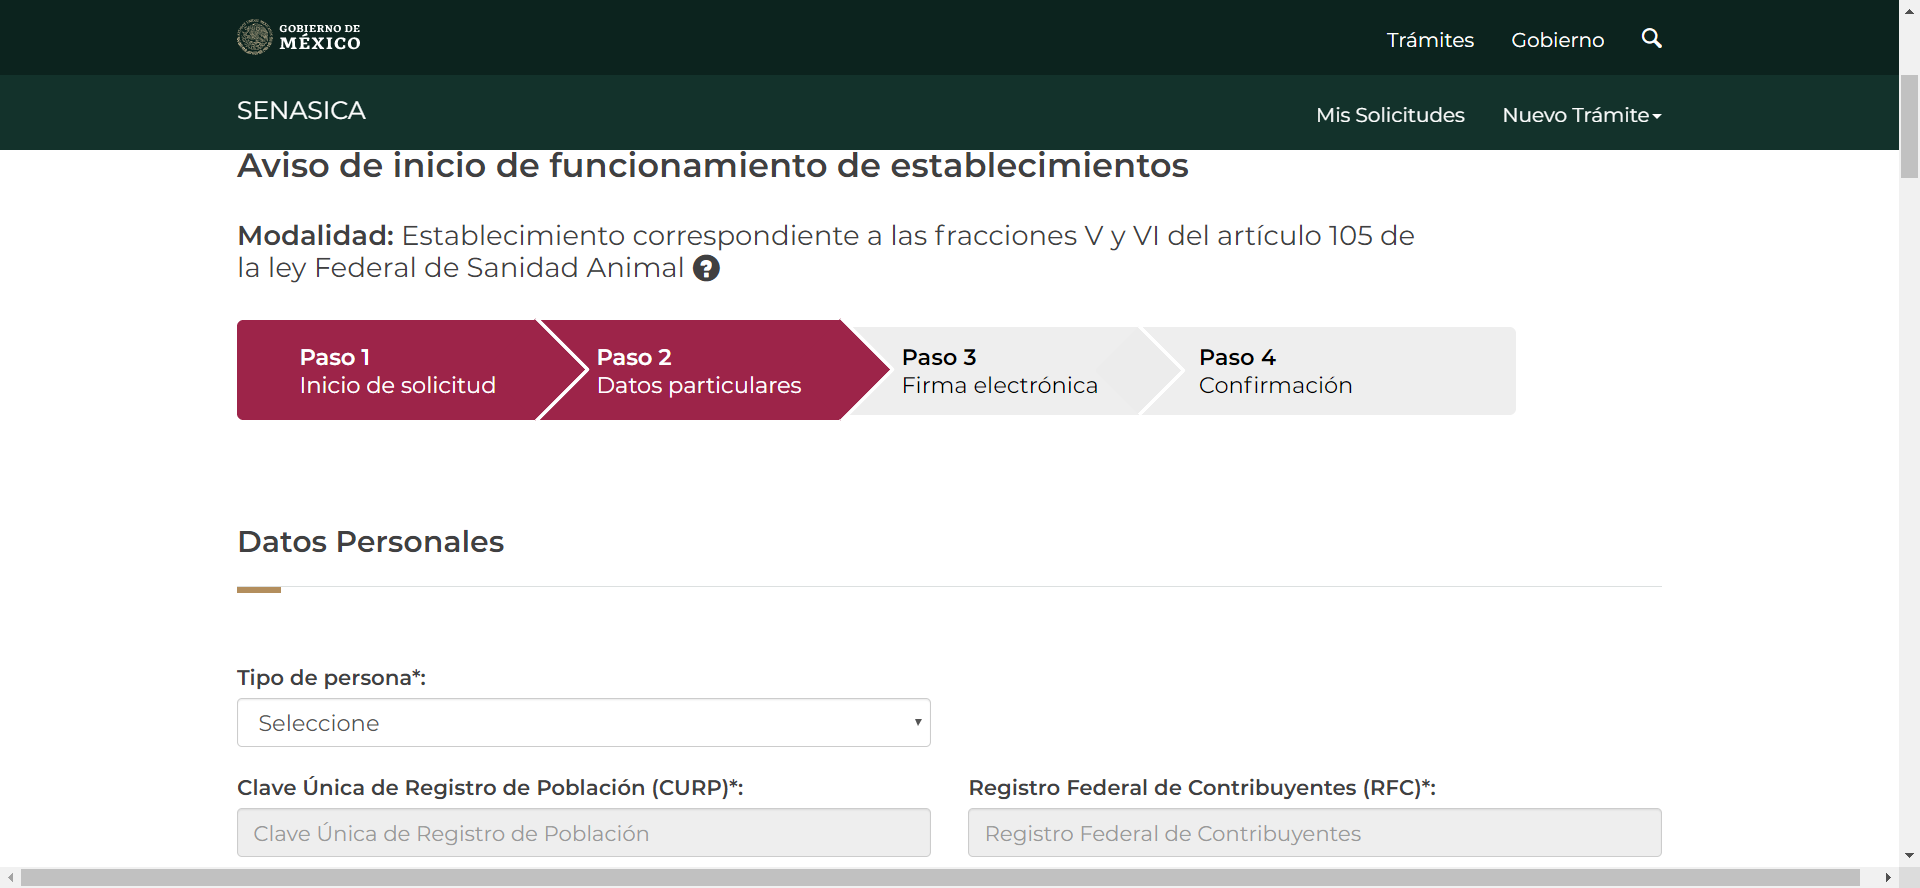 GOBIERNO DE
MÉXICO
Trámites
Gobierno
SENASICA
Mis Solicitudes
Nuevo Trámite
Aviso de inicio de funcionamiento de establecimientos
Modalidad: Establecimiento correspondiente a las fracciones V y VI del artículo 105 de
la ley Federal de Sanidad Animal ?
Paso 1
Inicio de solicitud
Paso 2
Datos particulares
Paso 3
Firma electrónica
Paso 4
Confirmación
Datos Personales
Tipo de persona*:
Seleccione
Clave Única de Registro de Población (CURP)*:
Registro Federal de Contribuyentes (RFC)*:
Clave Única de Registro de Población
Registro Federal de Contribuyentes